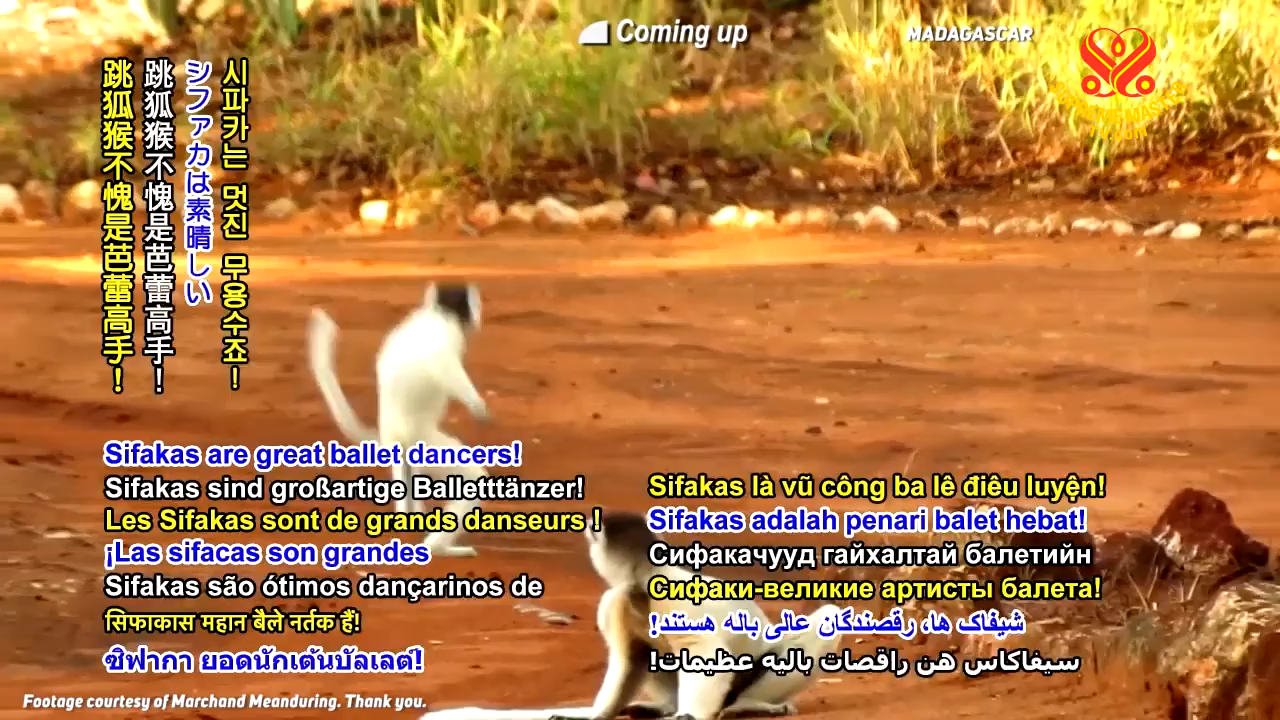 Coming up
MADAGASCAR
跳狐猴不愧是芭蕾高手！
跳狐猴不愧是芭蕾高手！
シファカは素晴しい
시파카는 멋진 무용수죠！
Sifakas are great ballet dancers!
Sifakas sind großartige Balletttänzer!
Les Sifakas sont de grands danseurs !
¡Las sifacas son grandes
Sifakas são ótimos dançarinos de
सिफाकास महान बैले नर्तक हैं!
ซิฟากา ยอดนักเต้นบัลเลต์!
Sifakas là vũ công ba lê điêu luyện!
Sifakas adalah penari balet hebat!
Сифакачууд гайхалтай балетийн
Сифаки-великие артисты балета!
شیفاک ها، رقصندگان عالی باله هستند!
سيفاكاس هن راقصات باليه عظيمات!
Footage courtesy of Marchand Meanduring. Thank you.